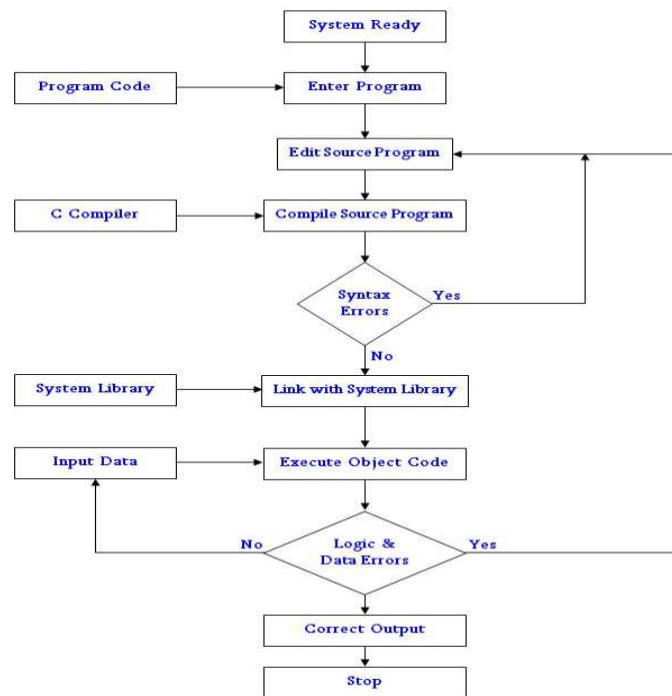 System Ready
Program Code
Enter Program
Edit Source Program
C Compiler
Compile Source Program
Syntax
Errors
Yes
No
System Library
Link with System Library
Input Data
Execute Object Code
No
Logic &
Data Errors
Yes
Correct Output
Stop